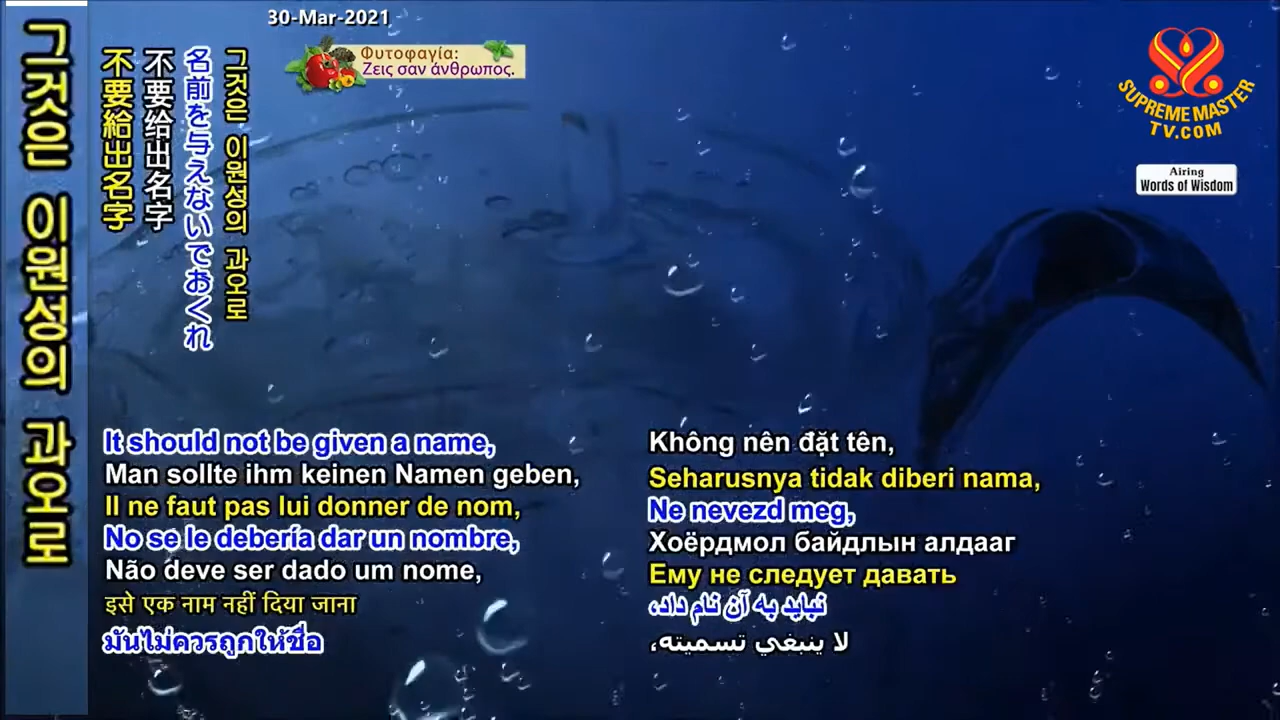 30-Mar-2021
Φυτοφαγία:
Ζεις σαν άνθρωπος.
SUPREME MASTER
TV.COM
Airing
Words of Wisdom
그것은 이원성의 과오로
不要給出名字
不要给出名字
名前を与えないでおくれ
그것은 이원성의 과오로
It should not be given a name,
Man sollte ihm keinen Namen geben,
Il ne faut pas lui donner de nom,
No se le debería dar un nombre,
Não deve ser dado um nome,
इसे एक नाम नहीं दिया जाना
มันไม่ควรถูกให้ชื่อ
Không nên đặt tên,
Seharusnya tidak diberi nama,
Ne nevezd meg,
Хоёрдмол байдлын алдааг
Ему не следует давать
نباید به آن نام داد،
لا ينبغي تسميته،